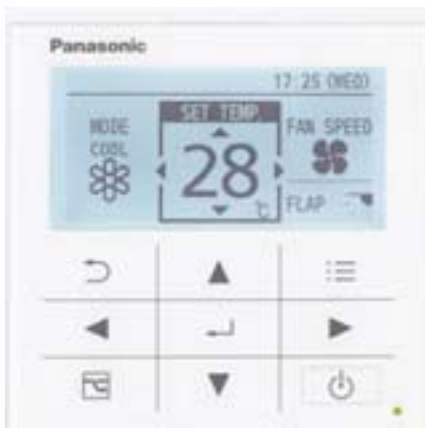 Panasonic
17:25 (WED)
MODE
COOL
SET TEMP.
28
℃
FAN SPEED
FLAP